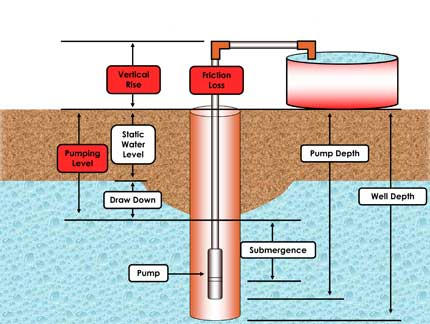 Vertical
Rise
Friction
Loss
Static
Water
Level
Pumping
Level
Pump Depth
Draw Down
Well Depth
Submergence
Pump